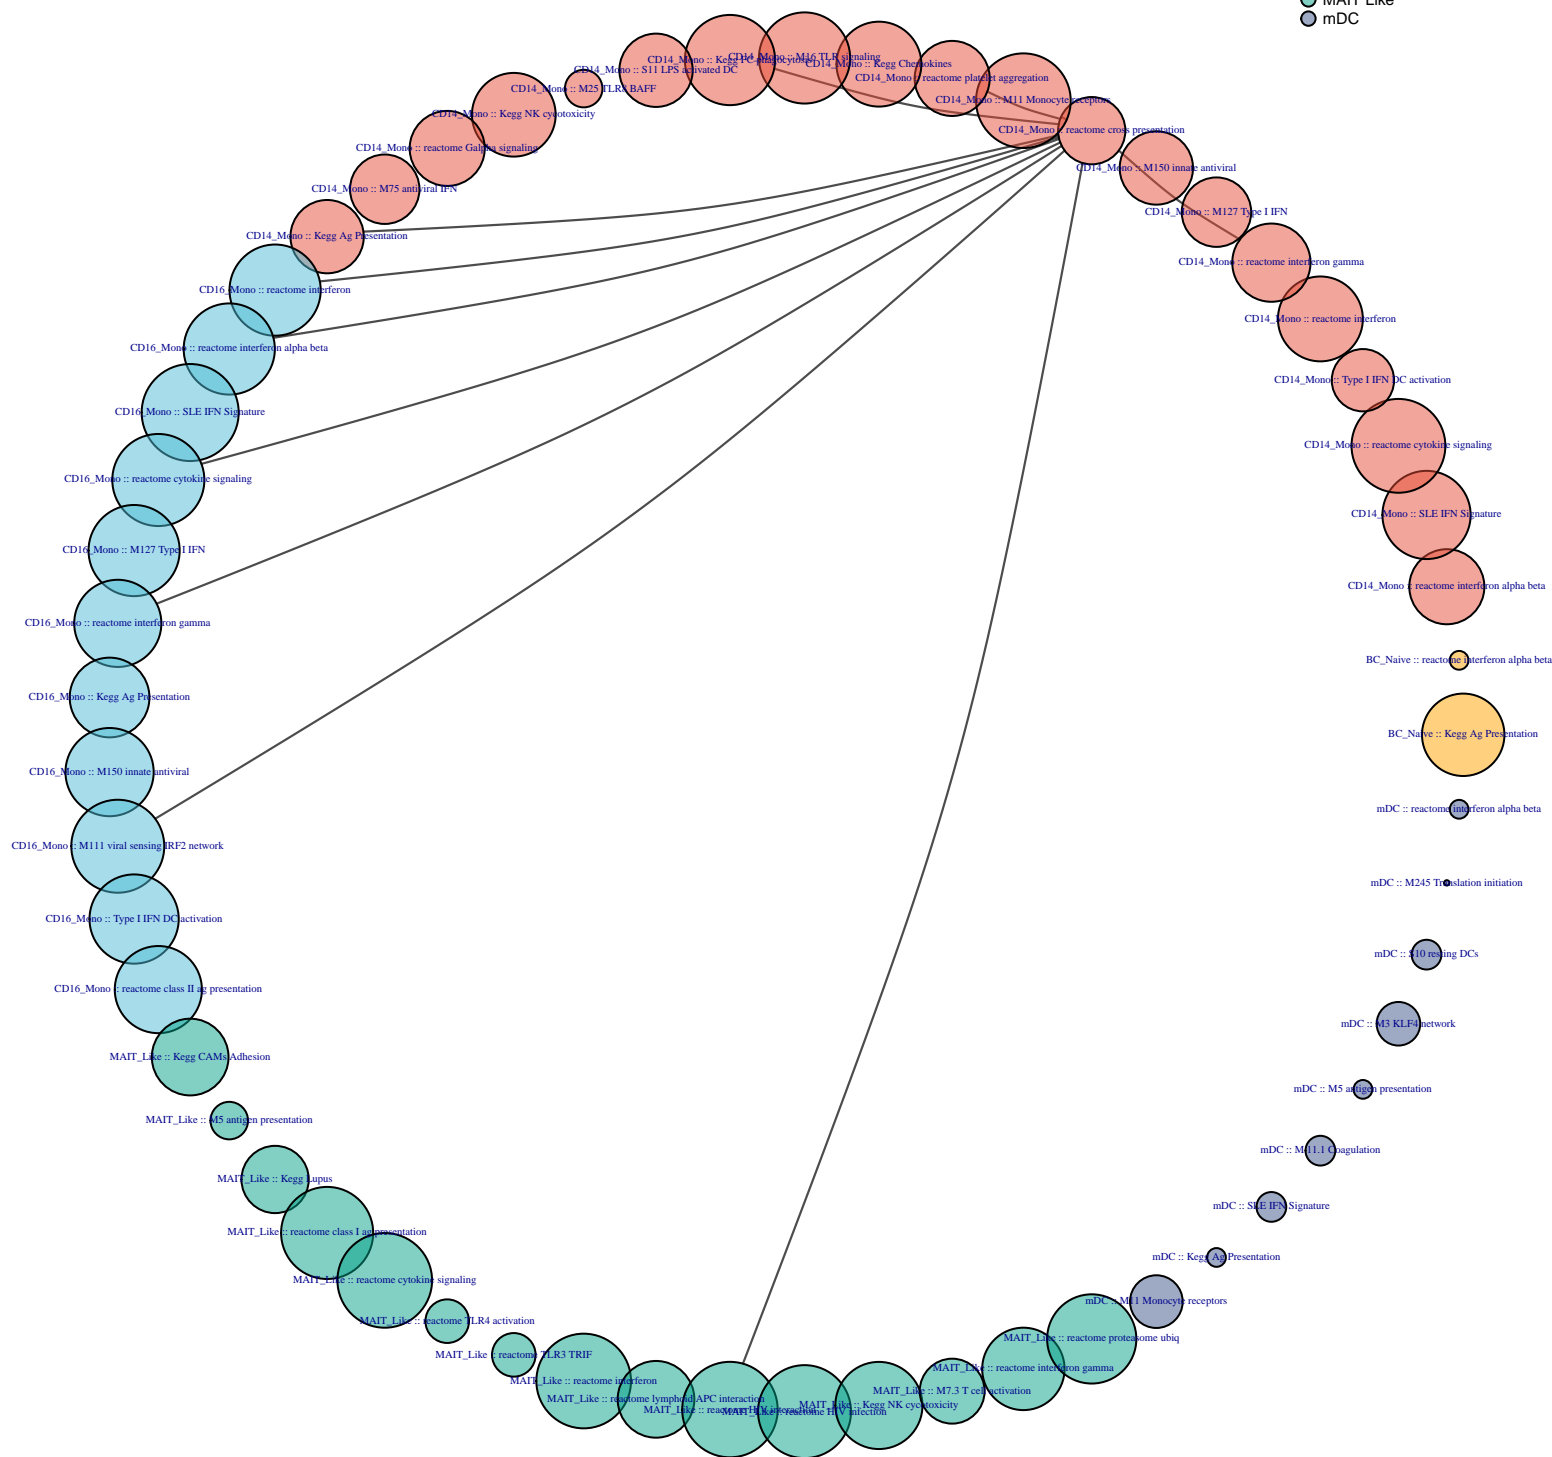 MAIT Like
mDC
CD14_Mono :: M16 TLR signaling
CD14_Mono :: Kegg FC phagocytosis
CD14_Mono :: Kegg Chemokines
CD14_Mono :: S11 LPS activated DC
CD14_Mono :: reactome platelet aggregation
CD14_Mono :: M25 TLR8 BAFF
CD14_Mono :: M11 Monocyte receptors
CD14_Mono :: Kegg NK cycotoxicity
CD14_Mono :: reactome cross presentation
CD14_Mono :: reactome Galpha signaling
CD14_Mono :: M150 innate antiviral
CD14_Mono :: M75 antiviral IFN
CD14_Mono :: M127 Type I IFN
CD14_Mono :: Kegg Ag Presentation
CD14_Mono :: reactome interferon gamma
CD16_Mono :: reactome interferon
CD14_Mono :: reactome interferon
CD16_Mono :: reactome interferon alpha beta
CD14_Mono :: Type I IFN DC activation
CD16_Mono :: SLE IFN Signature
CD14_Mono :: reactome cytokine signaling
CD16_Mono :: reactome cytokine signaling
CD14_Mono :: SLE IFN Signature
CD16_Mono :: M127 Type I IFN
CD14_Mono :: reactome interferon alpha beta
CD16_Mono :: reactome interferon gamma
BC_Naive :: reactome interferon alpha beta
CD16_Mono :: Kegg Ag Presentation
BC_Naive :: Kegg Ag Presentation
CD16_Mono :: M150 innate antiviral
mDC :: reactome interferon alpha beta
CD16_Mono :: M111 viral sensing IRF2 network
mDC :: M245 Translation initiation
CD16_Mono :: Type I IFN DC activation
mDC :: S10 resting DCs
CD16_Mono :: reactome class II ag presentation
mDC :: M3 KLF4 network
MAIT_Like :: Kegg CAMs Adhesion
mDC :: M5 antigen presentation
MAIT_Like :: M5 antigen presentation
mDC :: M11.1 Coagulation
MAIT_Like :: Kegg Lupus
mDC :: SLE IFN Signature
MAIT_Like :: reactome class I ag presentation
mDC :: Kegg Ag Presentation
MAIT_Like :: reactome cytokine signaling
mDC :: M11 Monocyte receptors
MAIT_Like :: reactome TLR4 activation
MAIT_Like :: reactome proteasome ubiq
MAIT_Like :: reactome TLR3 TRIF
MAIT_Like :: reactome interferon gamma
MAIT_Like :: reactome interferon
MAIT_Like :: M7.3 T cell activation
MAIT_Like :: reactome lymphoid APC interaction
MAIT_Like :: Kegg NK cycotoxicity
MAIT_Like :: reactome HIV interaction
MAIT_Like :: reactome HIV infection